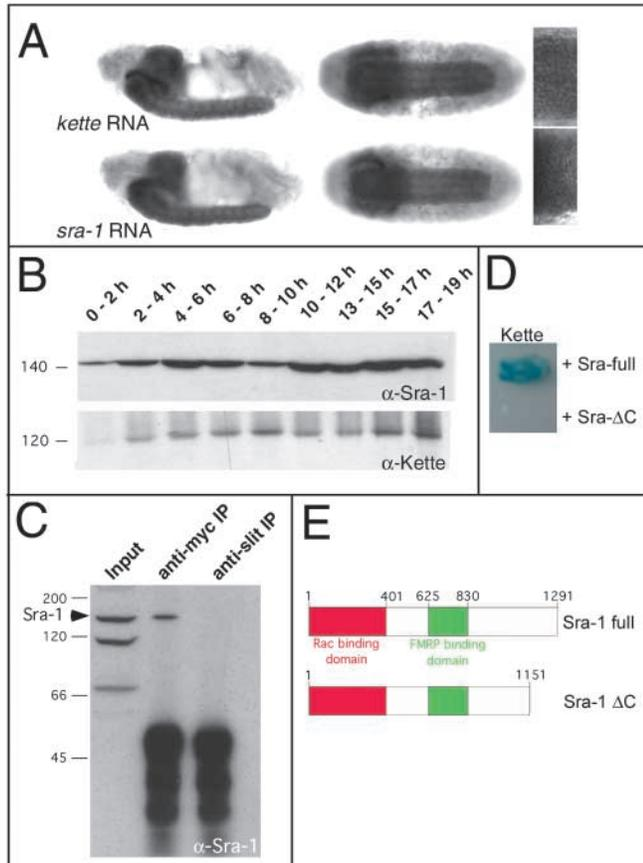 A
kette RNA
sra-1 RNA
B
0 - 2 h
2 - 4 h
4 - 6 h
6 - 8 h
8 - 10 h
10 - 12 h
13 - 15 h
15 - 17 h
17 - 19 h
140
α-Sra-1
120
α-Kette
D
Kette
+ Sra-full
+ Sra-ΔC
C
Input
anti-myc IP
anti-slit IP
200
Sra-1
120
66
45
α-Sra-1
E
1 401 625 830 1291
Sra-1 full
Rac binding domain
FMRP binding domain
1 1151
Sra-1 ΔC